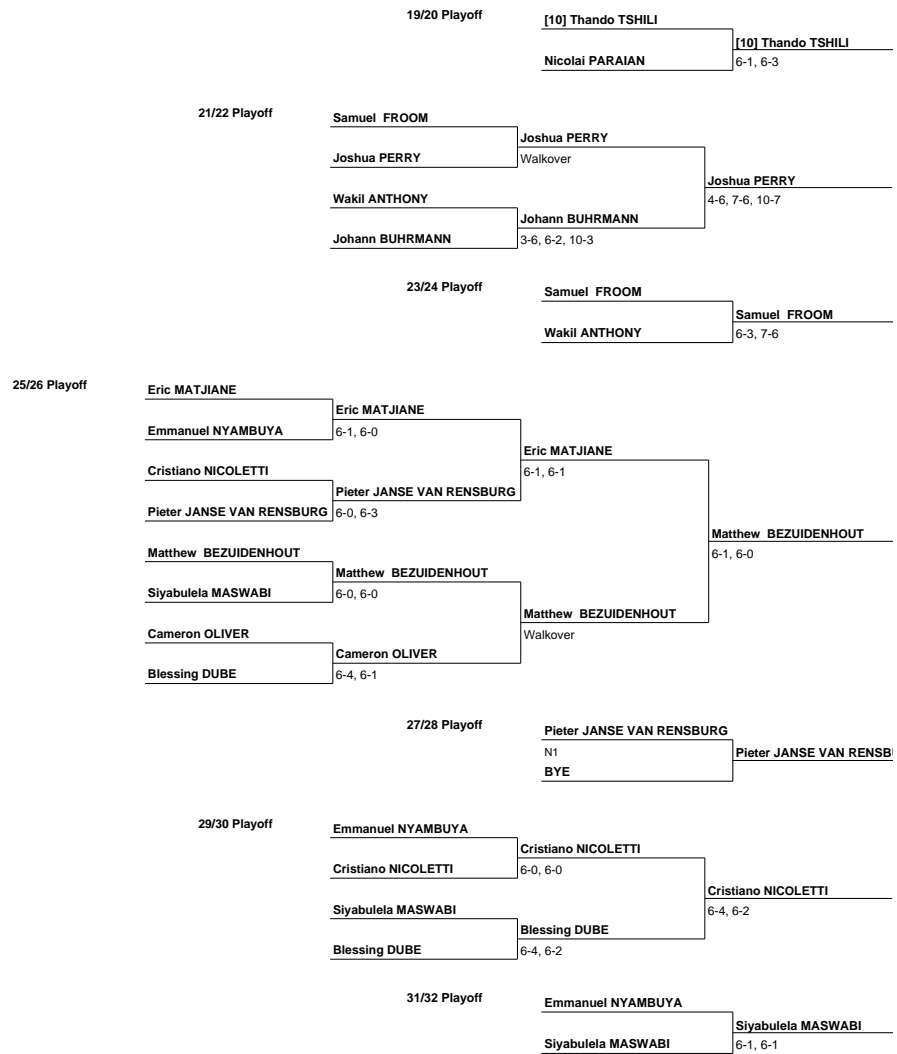 19/20 Playoff
[10] Thando TSHILI
[10] Thando TSHILI
Nicolai PARAIAN
6-1, 6-3
21/22 Playoff
Samuel FROOM
Joshua PERRY
Joshua PERRY
Walkover
Joshua PERRY
Wakil ANTHONY
4-6, 7-6, 10-7
Johann BUHRMANN
Johann BUHRMANN
3-6, 6-2, 10-3
23/24 Playoff
Samuel FROOM
Samuel FROOM
Wakil ANTHONY
6-3, 7-6
25/26 Playoff
Eric MATJIANE
Eric MATJIANE
Emmanuel NYAMBUYA
6-1, 6-0
Eric MATJIANE
Cristiano NICOLETTI
6-1, 6-1
Pieter JANSE VAN RENSBURG
Pieter JANSE VAN RENSBURG
6-0, 6-3
Matthew BEZUIDENHOUT
Matthew BEZUIDENHOUT
6-1, 6-0
Matthew BEZUIDENHOUT
Siyabulela MASWABI
6-0, 6-0
Matthew BEZUIDENHOUT
Cameron OLIVER
Walkover
Cameron OLIVER
Blessing DUBE
6-4, 6-1
27/28 Playoff
Pieter JANSE VAN RENSBURG
N1
Pieter JANSE VAN RENSB
BYE
29/30 Playoff
Emmanuel NYAMBUYA
Cristiano NICOLETTI
Cristiano NICOLETTI
6-0, 6-0
Cristiano NICOLETTI
Siyabulela MASWABI
6-4, 6-2
Blessing DUBE
Blessing DUBE
6-4, 6-2
31/32 Playoff
Emmanuel NYAMBUYA
Siyabulela MASWABI
Siyabulela MASWABI
6-1, 6-1